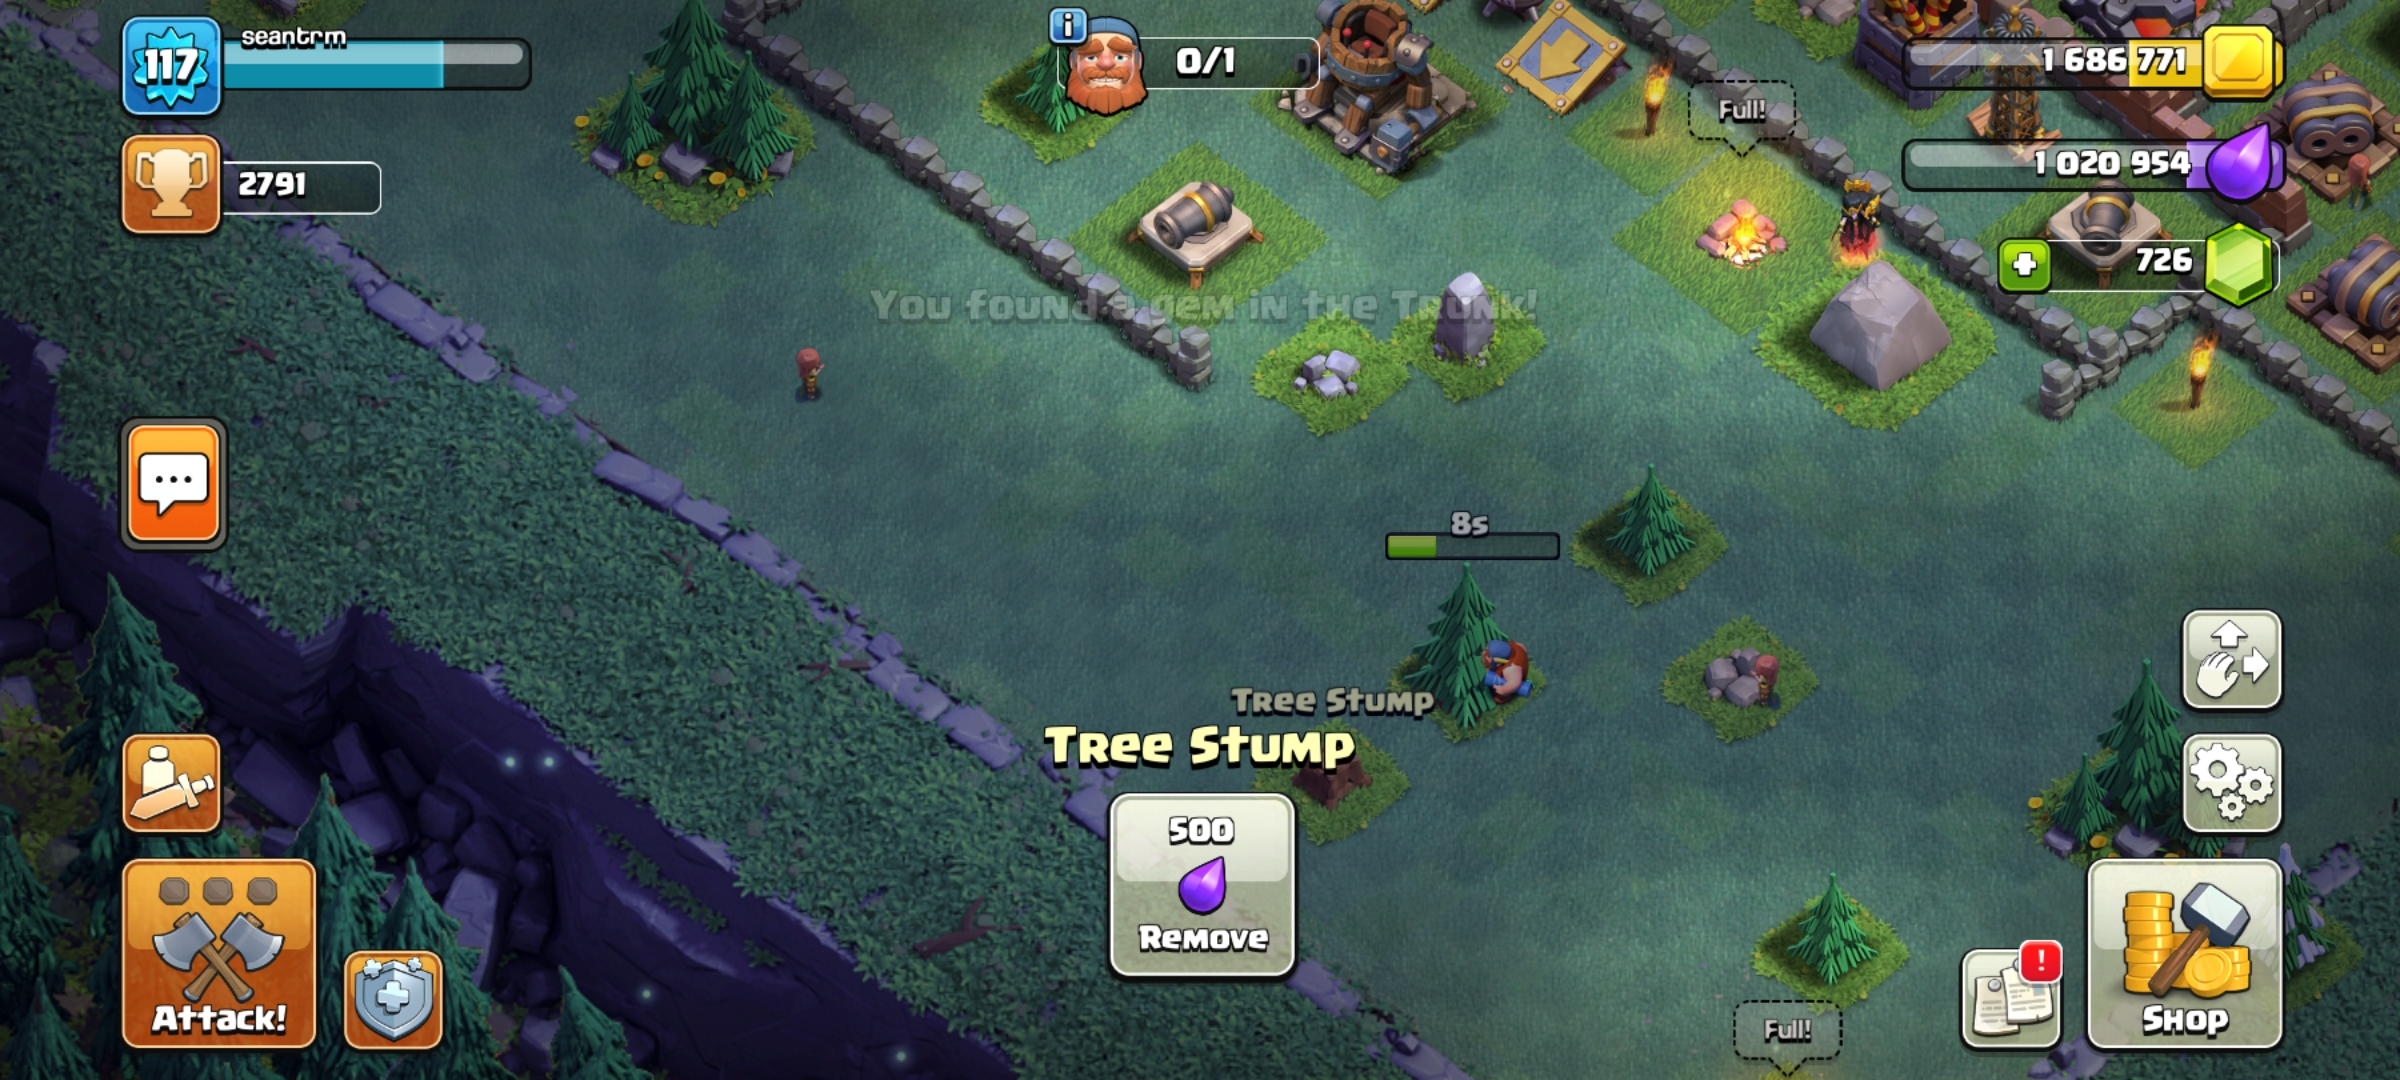 117
seantrm
0/1
1 686 771
2791
Full!
1 020 954
726
You found a gem in the Trunk!
8s
Tree Stump
Tree Stump
500
Remove
Attack!
Full!
!
Shop